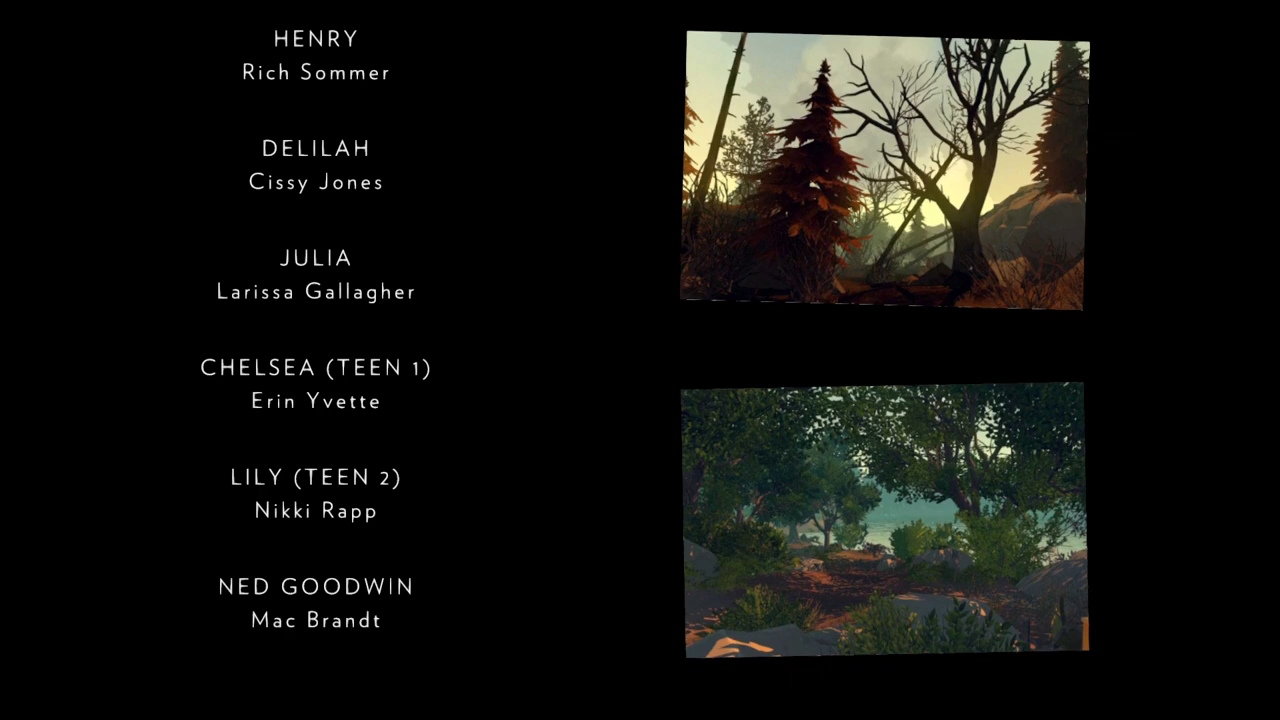 HENRY
Rich Sommer
DELILAH
Cissy Jones
JULIA
Larissa Gallagher
CHELSEA (TEEN 1)
Erin Yvette
LILY (TEEN 2)
Nikki Rapp
NED GOODWIN
Mac Brandt